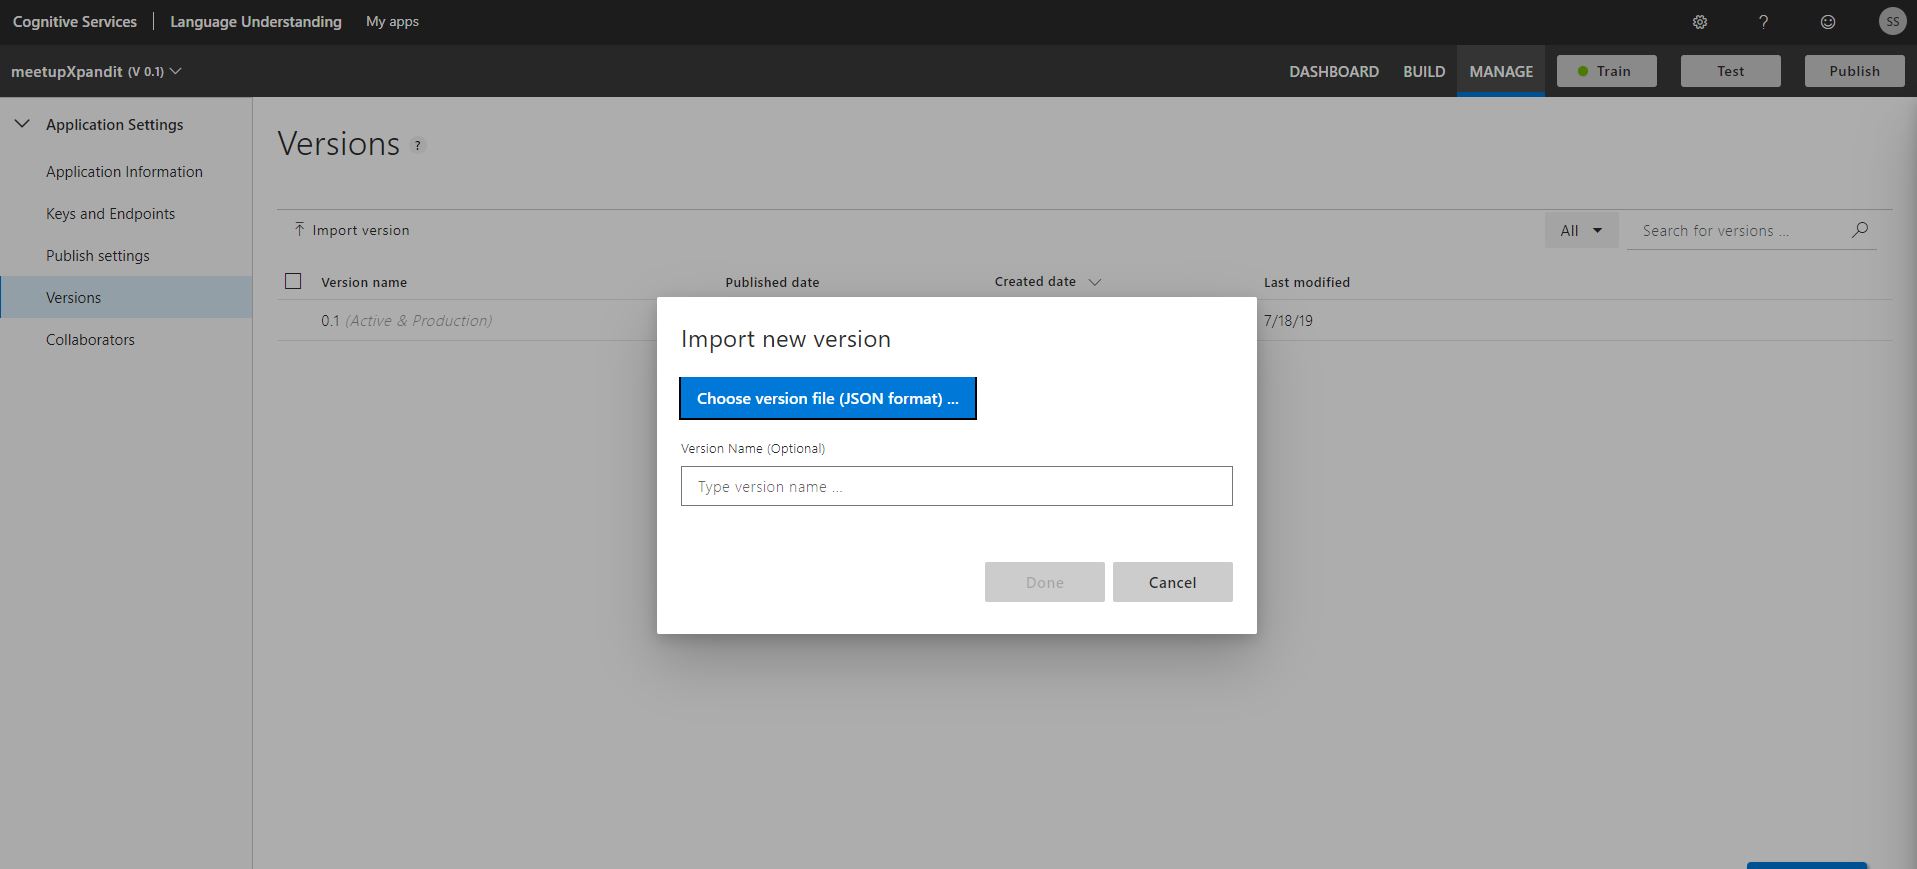 Cognitive Services
Language Understanding
My apps
?
SS
meetupXpandit (V 0.1)
DASHBOARD
BUILD
MANAGE
Train
Test
Publish
Application Settings
Application Information
Keys and Endpoints
Publish settings
Versions
Collaborators
Versions ?
Import version
All
Search for versions ...
Version name
Published date
Created date
Last modified
0.1 (Active & Production)
7/18/19
Import new version
Choose version file (JSON format) ...
Version Name (Optional)
Type version name ...
Done
Cancel